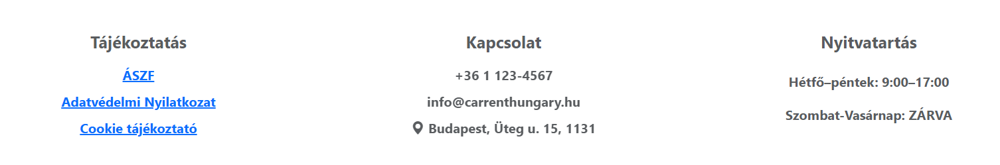 Tájékoztatás
ÁSZF
Adatvédelmi Nyilatkozat
Cookie tájékoztató
Kapcsolat
+36 1 123-4567
info@carrenthungary.hu
Budapest, Üteg u. 15, 1131
Nyitvatartás
Hétfő–péntek: 9:00–17:00
Szombat-Vasárnap: ZÁRVA